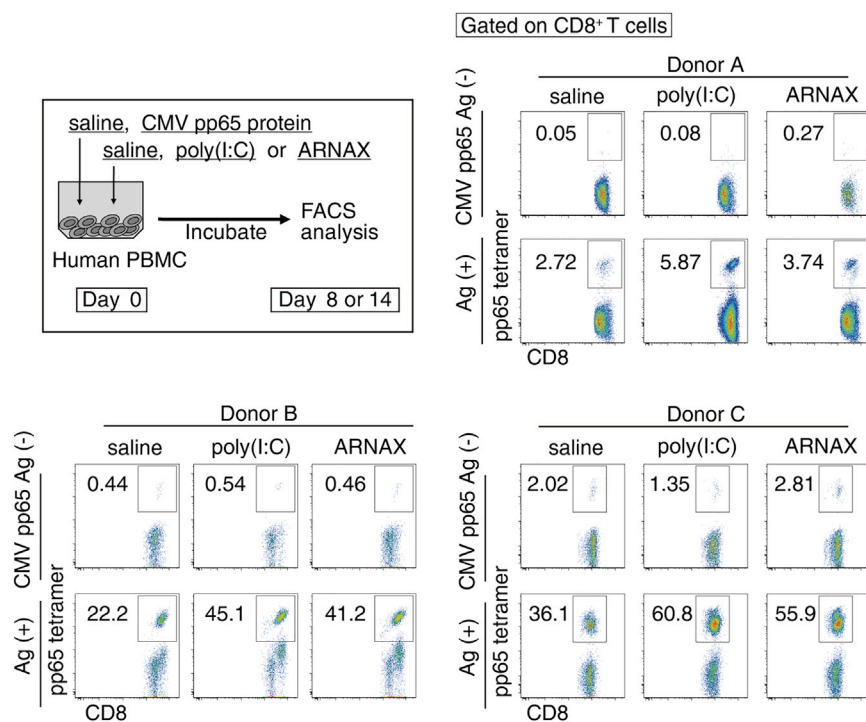 Gated on CD8⁺ T cells
saline, CMV pp65 protein
saline, poly(I:C) or ARNAX
Incubate
FACS
analysis
Human PBMC
Day 0
Day 8 or 14
Donor A
saline
poly(I:C)
ARNAX
CMV pp65 Ag (-)
0.05
0.08
0.27
Ag (+)
pp65 tetramer
2.72
5.87
3.74
CD8
Donor B
saline
poly(I:C)
ARNAX
CMV pp65 Ag (-)
0.44
0.54
0.46
Ag (+)
pp65 tetramer
22.2
45.1
41.2
CD8
Donor C
saline
poly(I:C)
ARNAX
CMV pp65 Ag (-)
2.02
1.35
2.81
Ag (+)
pp65 tetramer
36.1
60.8
55.9
CD8